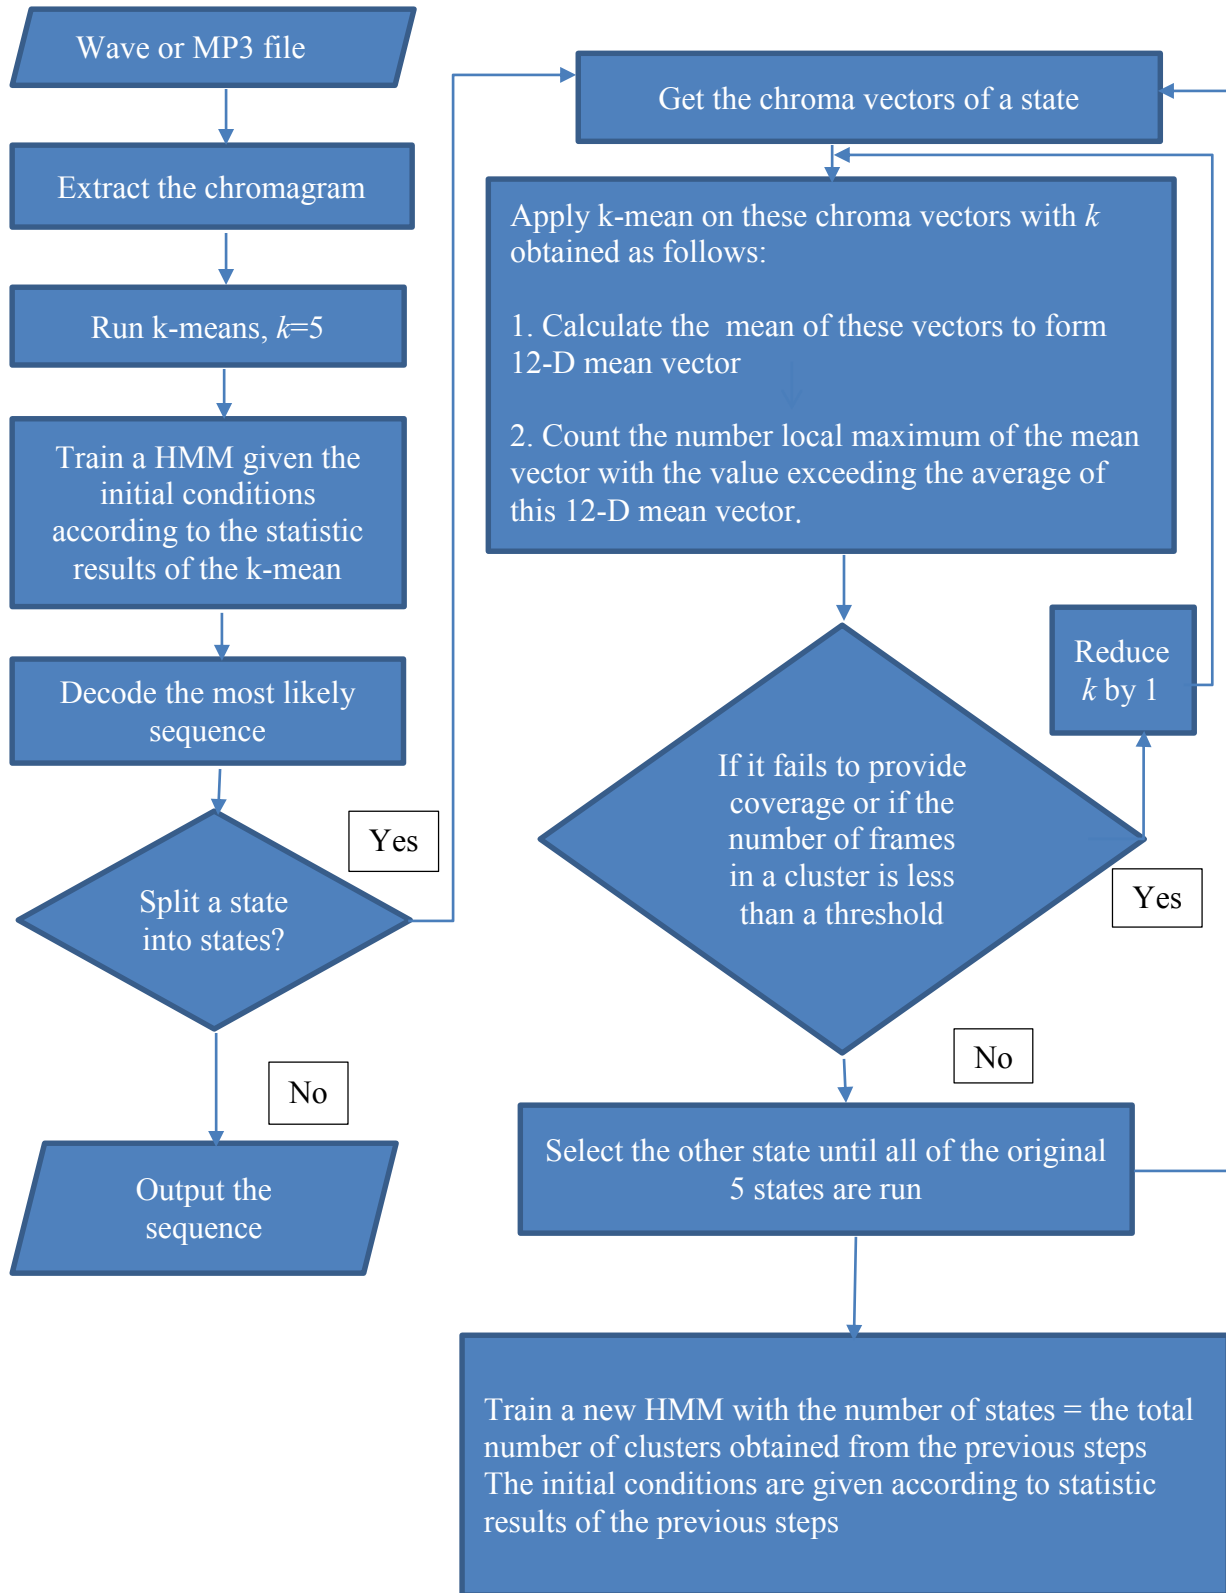 Wave or MP3 file
Extract the chromagram
Run k-means, k=5
Train a HMM given the
initial conditions
according to the statistic
results of the k-mean
Decode the most likely
sequence
Yes
Split a state
into states?
No
Output the
sequence
Get the chroma vectors of a state
Apply k-mean on these chroma vectors with k
obtained as follows:
1. Calculate the  mean of these vectors to form
12-D mean vector
2. Count the number local maximum of the mean
vector with the value exceeding the average of
this 12-D mean vector.
Reduce
k by 1
If it fails to provide
coverage or if the
number of frames
in a cluster is less
than a threshold
Yes
No
Select the other state until all of the original
5 states are run
Train a new HMM with the number of states = the total
number of clusters obtained from the previous steps
The initial conditions are given according to statistic
results of the previous steps